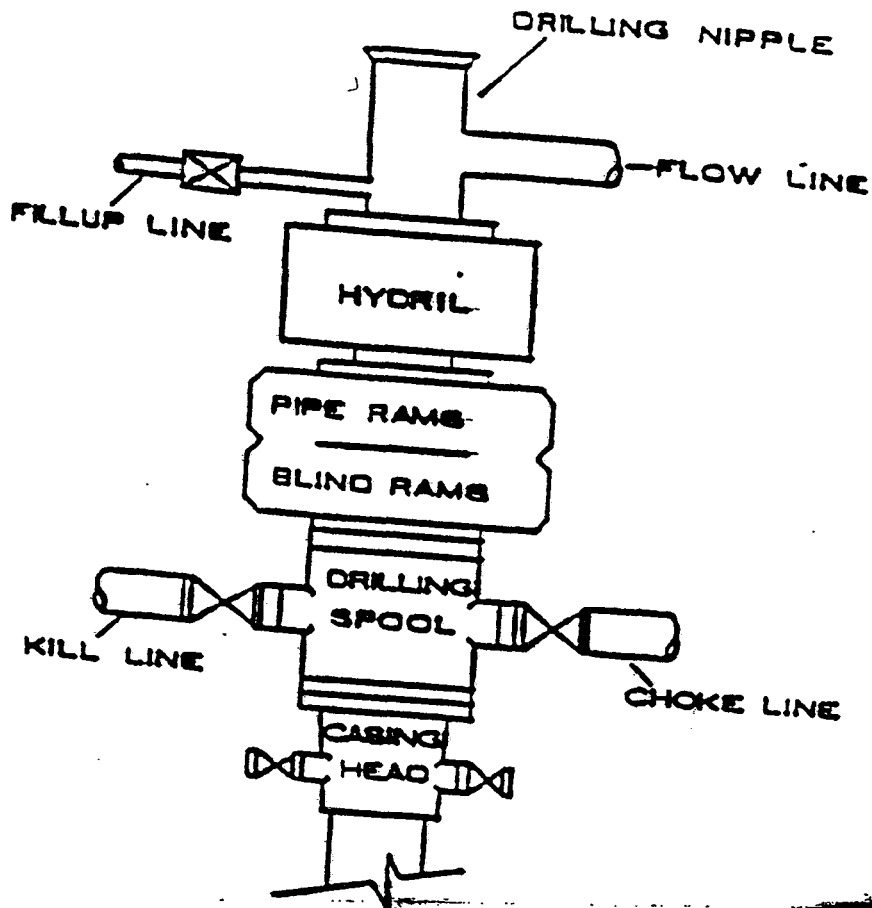 DRILLING NIPPLE
FLOW LINE
FILLUP LINE
HYDRIL
PIPE RAMS
BLIND RAMS
DRILLING
SPOOL
KILL LINE
CHOKE LINE
CASING
HEAD